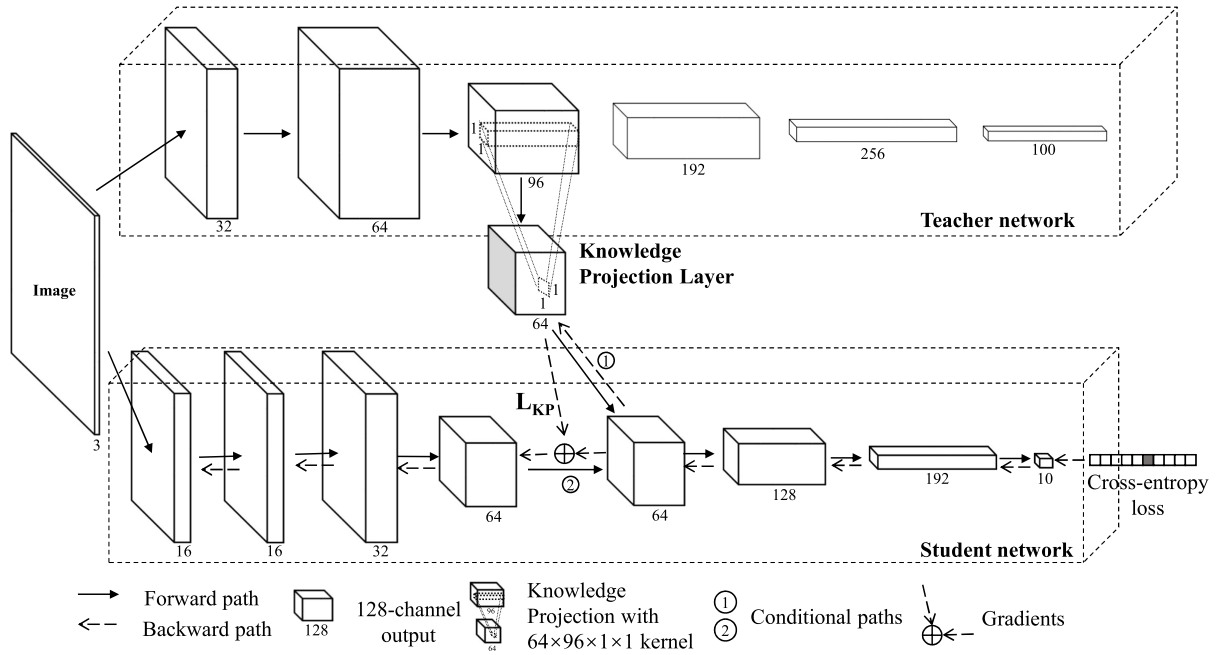 1
1
32
64
96
192
256
100
Teacher network
Knowledge
Projection Layer
1
1
64
Image
3
①
L_KP
②
16
16
32
64
64
128
192
10
Cross-entropy
loss
Student network
Forward path
Backward path
128
128-channel
output
96
64
Knowledge
Projection with
64×96×1×1 kernel
①
②
Conditional paths
Gradients